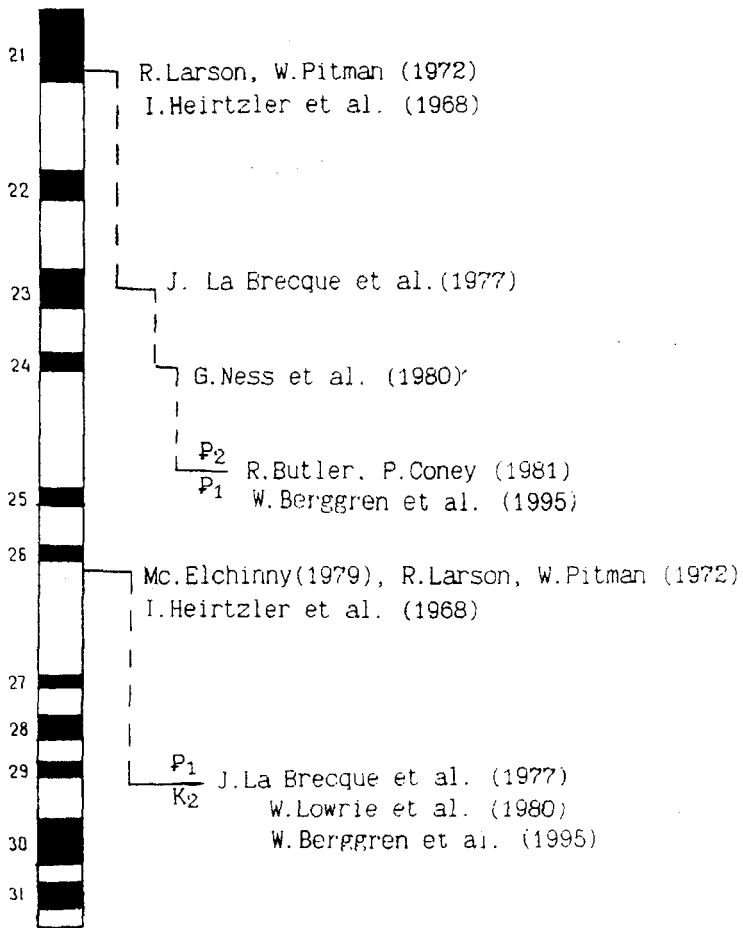 21
R.Larson, W.Pitman (1972)
I.Heirtzler et al. (1968)
22
23
J. La Brecque et al.(1977)
24
G.Ness et al. (1980)
₽2
₽1
R.Butler. P.Coney (1981)
25
W.Berggren et al. (1995)
26
Mc.Elchinny(1979), R.Larson, W.Pitman (1972)
I.Heirtzler et al. (1968)
27
28
29
₽1
K2
J.La Brecque et al. (1977)
W.Lowrie et al. (1980)
W.Berggren et al. (1995)
30
31